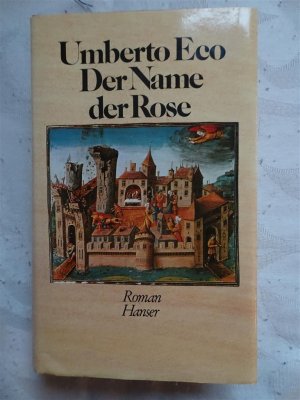 Umberto Eco
Der Name
der Rose
Roman
Hanser